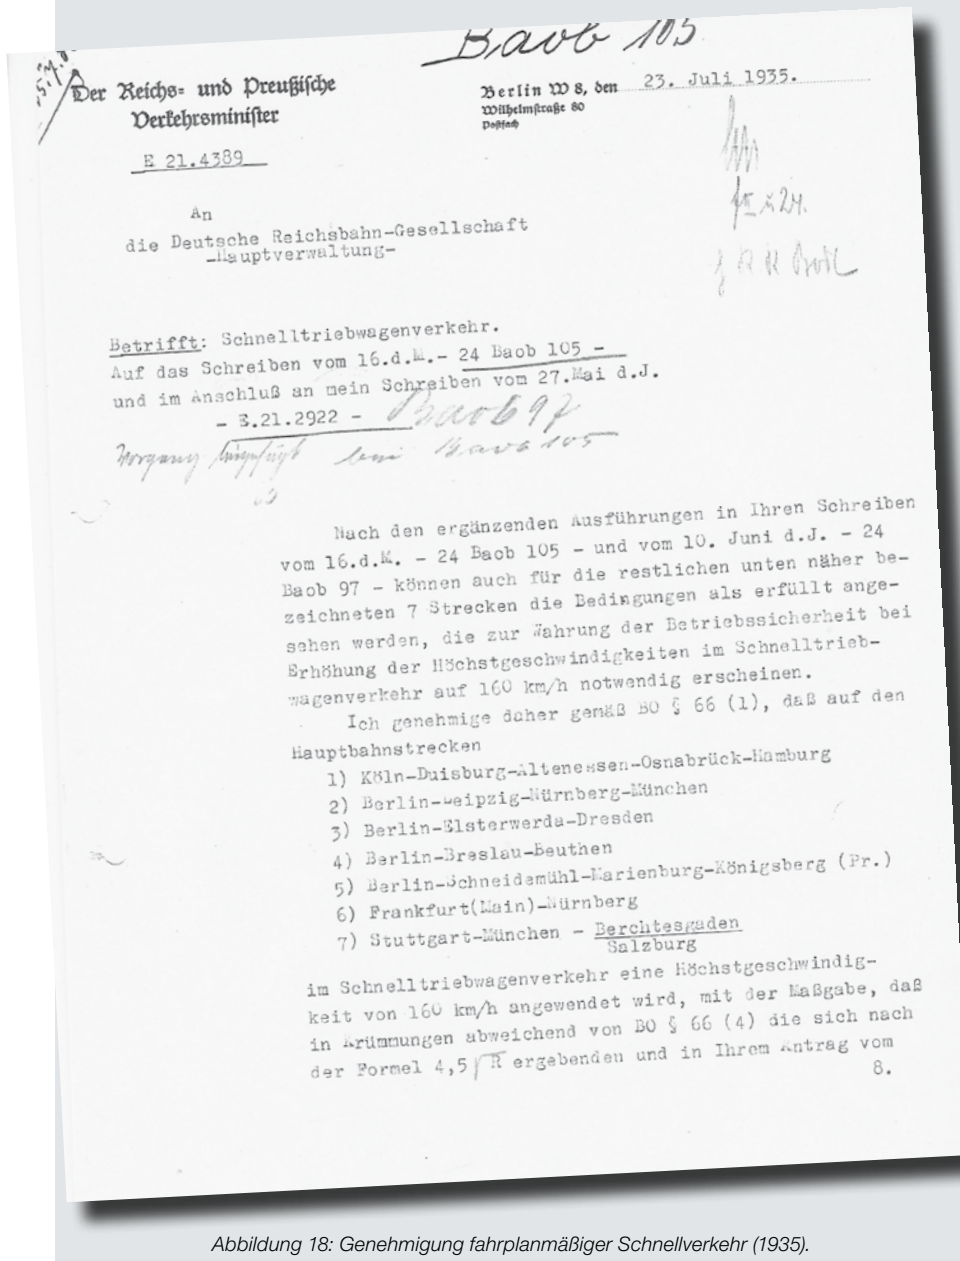 Baob 105
Der Reichs- und Preußische
Verkehrsminister
E 21.4389
Berlin W 8, den 23. Juli 1935.
Wilhelmstraße 80
Postfach
An
die Deutsche Reichsbahn-Gesellschaft
-Hauptverwaltung-
Betrifft: Schnelltriebwagenverkehr.
Auf das Schreiben vom 16.d.M.- 24 Baob 105 -
und im Anschluß an mein Schreiben vom 27.Mai d.J.
- E.21.2922 - Baob 97
Vorgang beim Baob 105
Nach den ergänzenden Ausführungen in Ihren Schreiben
vom 16.d.M. - 24 Baob 105 - und vom 10. Juni d.J. - 24
Baob 97 - können auch für die restlichen unten näher be-
zeichneten 7 Strecken die Bedingungen als erfüllt ange-
sehen werden, die zur Wahrung der Betriebssicherheit bei
Erhöhung der Höchstgeschwindigkeiten im Schnelltrieb-
wagenverkehr auf 160 km/h notwendig erscheinen.
Ich genehmige daher gemäß BO § 66 (1), daß auf den
Hauptbahnstrecken
1) Köln-Duisburg-Altenessen-Osnabrück-Hamburg
2) Berlin-Leipzig-Nürnberg-München
3) Berlin-Elsterwerda-Dresden
4) Berlin-Breslau-Beuthen
5) Berlin-Schneidemühl-Marienburg-Königsberg (Pr.)
6) Frankfurt(Main)-Nürnberg
7) Stuttgart-München - Berchtesgaden
Salzburg
im Schnelltriebwagenverkehr eine Höchstgeschwindig-
keit von 160 km/h angewendet wird, mit der Maßgabe, daß
in Krümmungen abweichend von BO § 66 (4) die sich nach
der Formel 4,5 √R ergebenden und in Ihrem Antrag vom
8.
Abbildung 18: Genehmigung fahrplanmäßiger Schnellverkehr (1935).